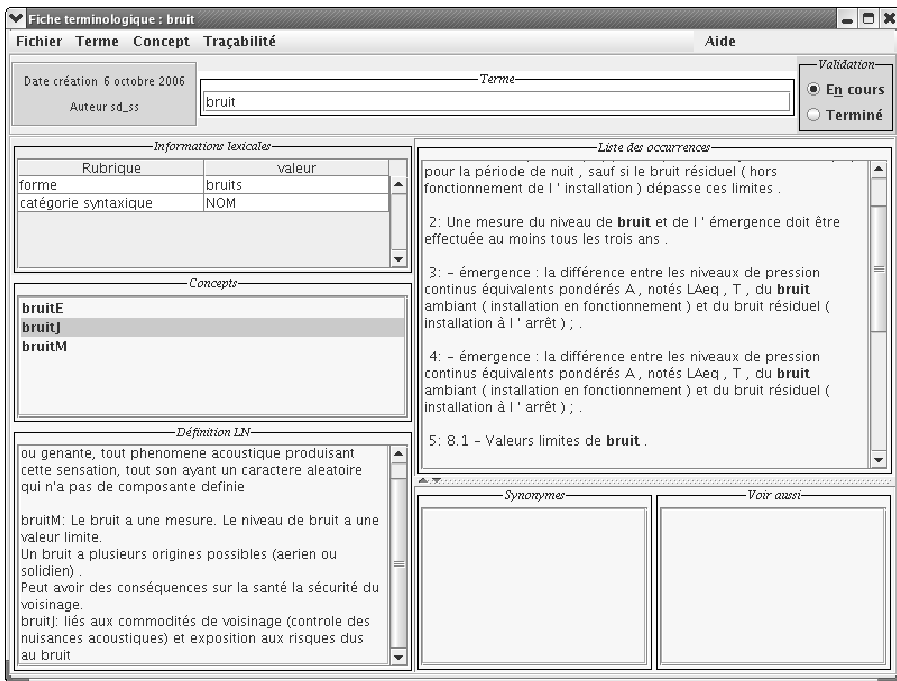 Fiche terminologique : bruit
Fichier Terme Concept Traçabilité Aide
Date création 6 octobre 2006
Auteur sd_ss
Terme
bruit
Validation
En cours
Terminé
Informations lexicales
Rubrique valeur
forme bruits
catégorie syntaxique NOM
Concepts
bruitE
bruitJ
bruitM
Définition LN
ou genante, tout phenomene acoustique produisant
cette sensation, tout son ayant un caractere aleatoire
qui n'a pas de composante definie
bruitM: Le bruit a une mesure. Le niveau de bruit a une
valeur limite.
Un bruit a plusieurs origines possibles (aerien ou
solidien) .
Peut avoir des conséquences sur la santé la sécurité du
voisinage.
bruitJ: liés aux commodités de voisinage (controle des
nuisances acoustiques) et exposition aux risques dus
au bruit
Liste des occurrences
pour la période de nuit , sauf si le bruit résiduel ( hors
fonctionnement de l ' installation ) dépasse ces limites .
2: Une mesure du niveau de bruit et de l ' émergence doit être
effectuée au moins tous les trois ans .
3: - émergence : la différence entre les niveaux de pression
continus équivalents pondérés A , notés LAeq , T , du bruit
ambiant ( installation en fonctionnement ) et du bruit résiduel (
installation à l ' arrêt ) ; .
4: - émergence : la différence entre les niveaux de pression
continus équivalents pondérés A , notés LAeq , T , du bruit
ambiant ( installation en fonctionnement ) et du bruit résiduel (
installation à l ' arrêt ) ; .
5: 8.1 - Valeurs limites de bruit .
Synonymes
Voir aussi